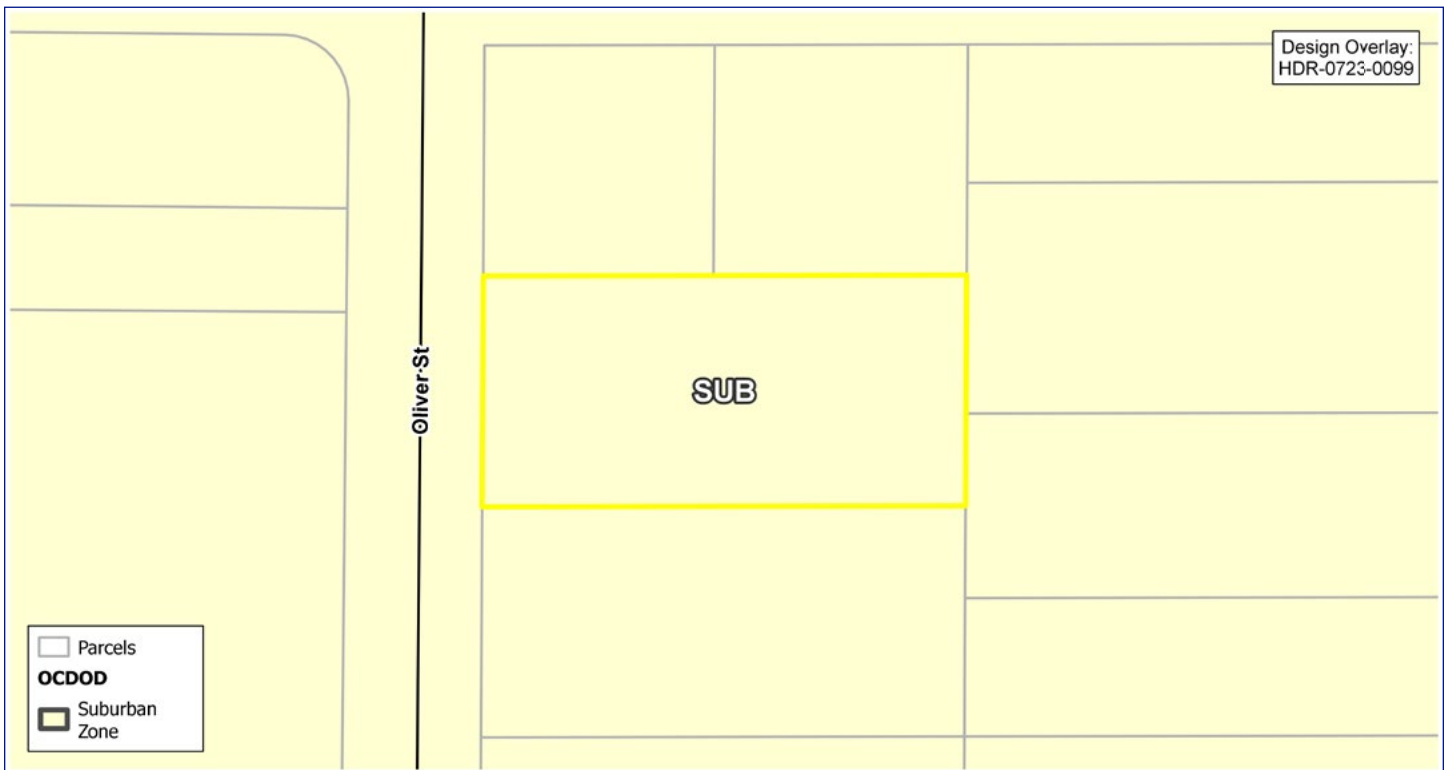 Design Overlay:
HDR-0723-0099
Oliver St
SUB
Parcels
OCDOD
Suburban
Zone